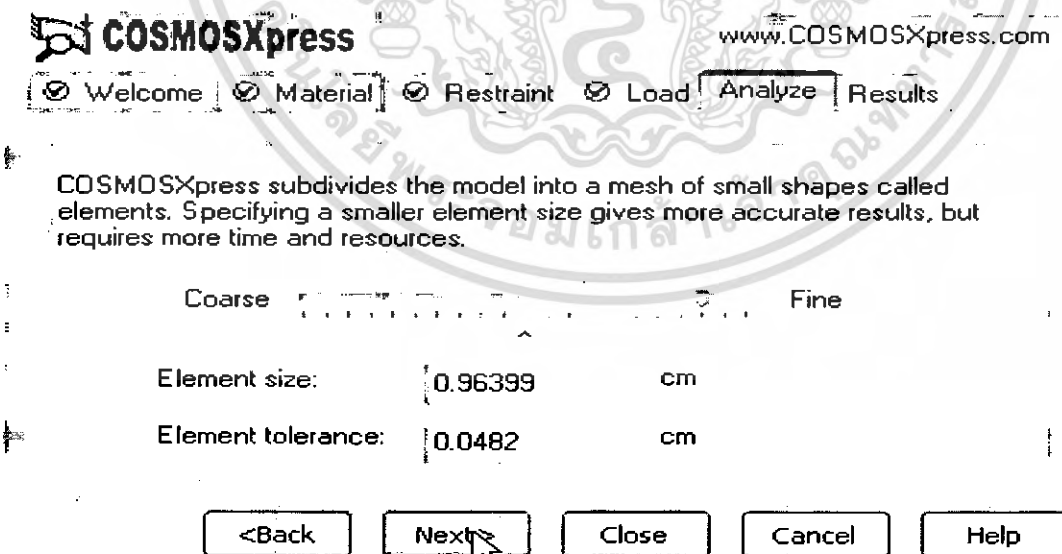 COSMOSXpress www.COSMOSXpress.com
Welcome Material Restraint Load Analyze Results
COSMOSXpress subdivides the model into a mesh of small shapes called
elements. Specifying a smaller element size gives more accurate results, but
requires more time and resources.
Coarse Fine
Element size: 0.96399 cm
Element tolerance: 0.0482 cm
<Back Next> Close Cancel Help